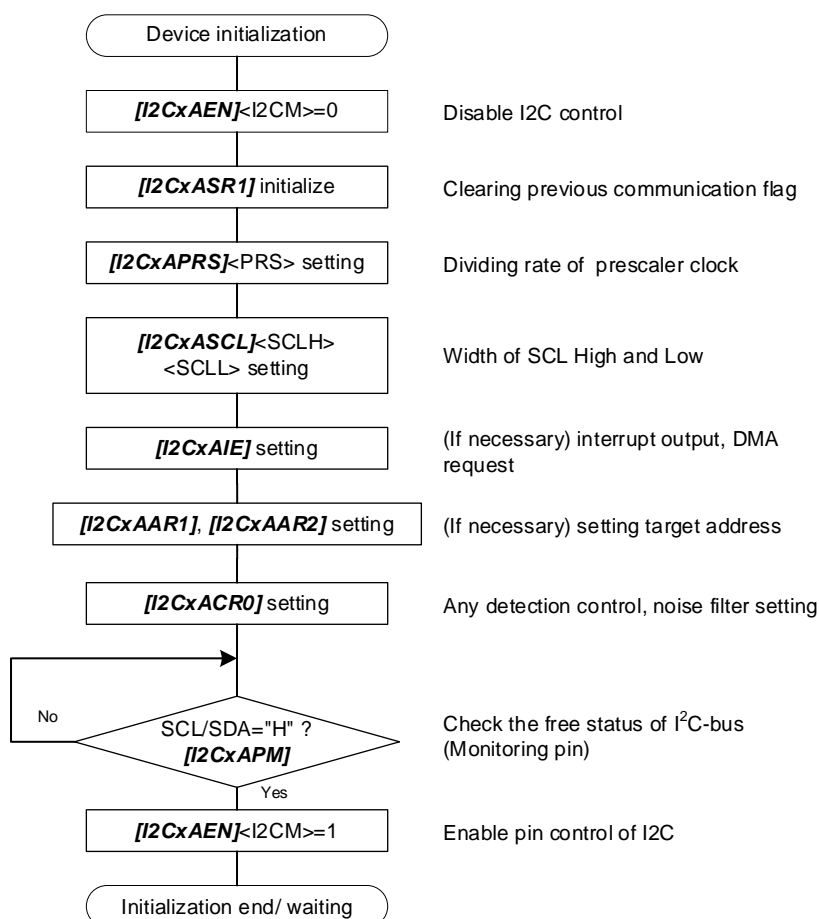 Device initialization
[I2CxAEN]<I2CM>=0
Disable I2C control
[I2CxASR1] initialize
Clearing previous communication flag
[I2CxAPRS]<PRS> setting
Dividing rate of prescaler clock
[I2CxASCL]<SCLH>
<SCLL> setting
Width of SCL High and Low
[I2CxAIE] setting
(If necessary) interrupt output, DMA
request
[I2CxAAR1], [I2CxAAR2] setting
(If necessary) setting target address
[I2CxACR0] setting
Any detection control, noise filter setting
No
SCL/SDA="H" ?
[I2CxAPM]
Check the free status of I²C-bus
(Monitoring pin)
Yes
[I2CxAEN]<I2CM>=1
Enable pin control of I2C
Initialization end/ waiting